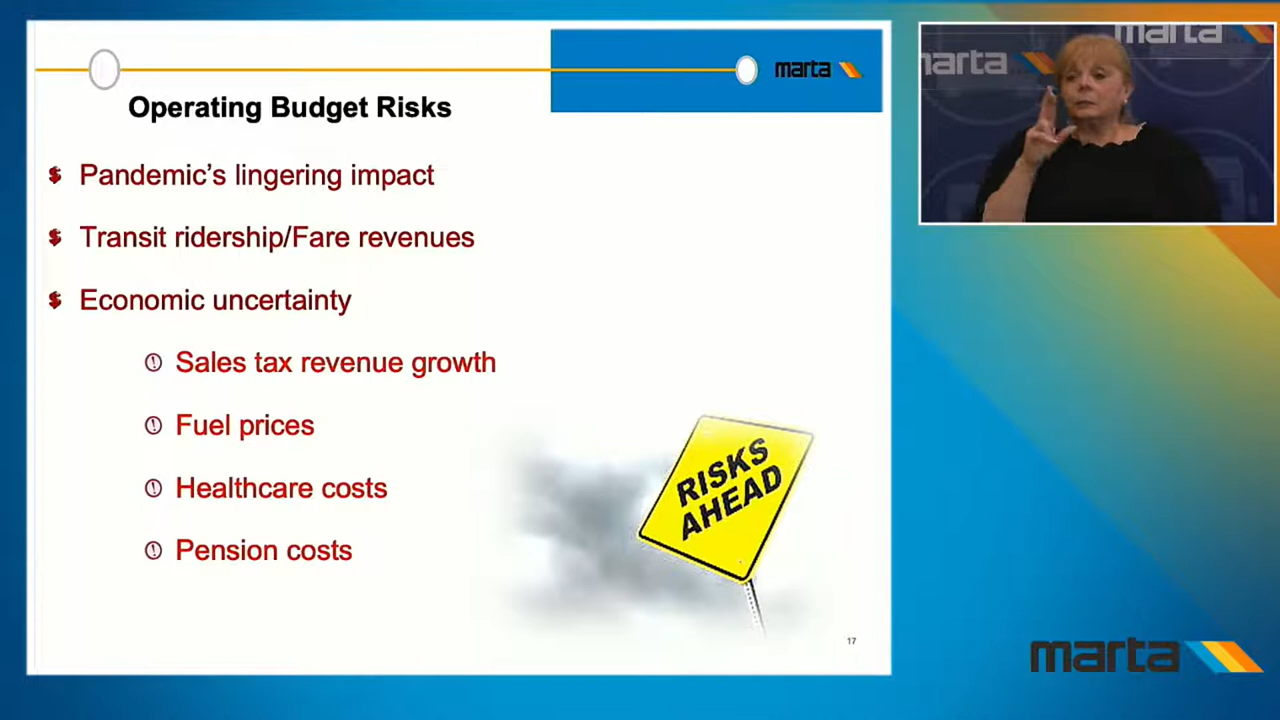 marta
Operating Budget Risks
$ Pandemic’s lingering impact
$ Transit ridership/Fare revenues
$ Economic uncertainty
! Sales tax revenue growth
! Fuel prices
! Healthcare costs
! Pension costs
RISKS
AHEAD
17
marta
marta
marta